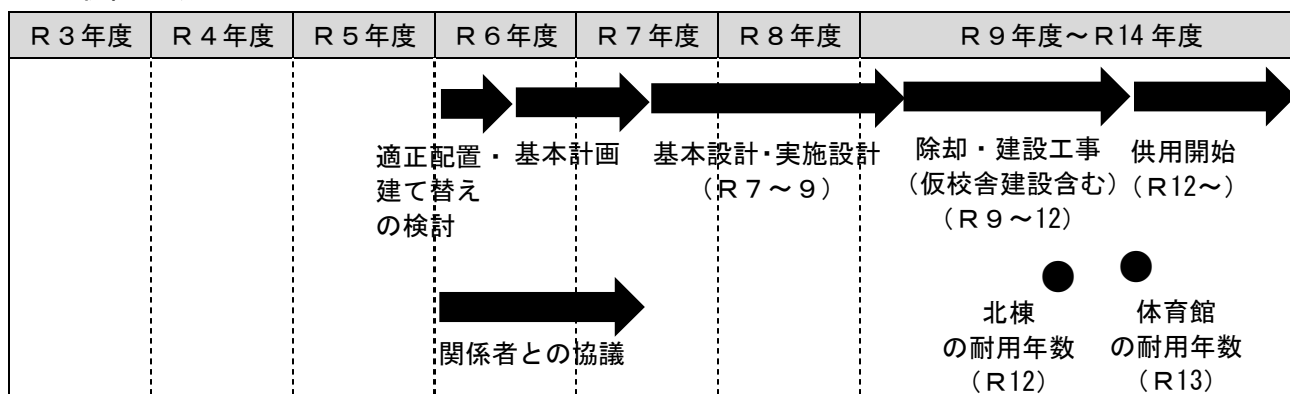 R3年度 R4年度 R5年度 R6年度 R7年度 R8年度 R9年度~R14年度
適正配置・
建て替え
の検討
基本計画
基本設計・実施設計
(R7~9)
除却・建設工事
(仮校舎建設含む)
(R9~12)
供用開始
(R12~)
関係者との協議
北棟
の耐用年数
(R12)
体育館
の耐用年数
(R13)